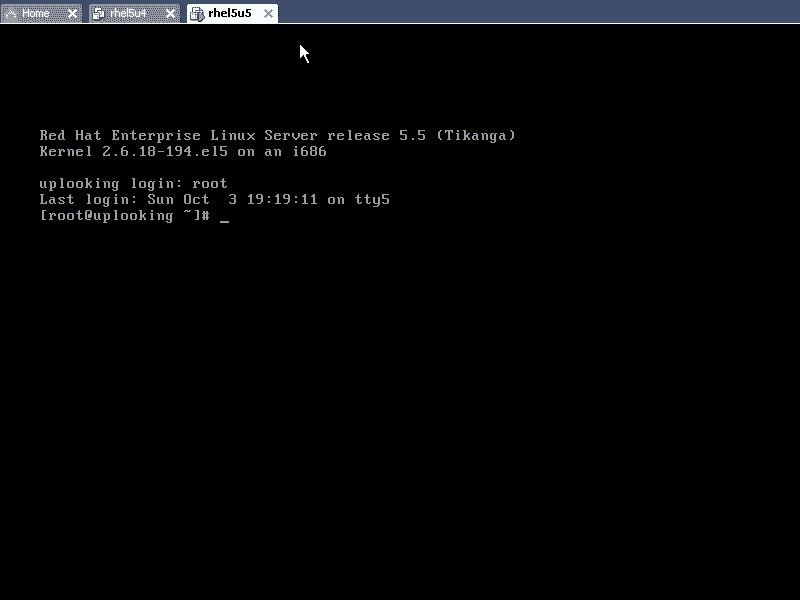 Home rhel5u4 rhel5u5
Red Hat Enterprise Linux Server release 5.5 (Tikanga)
Kernel 2.6.18-194.el5 on an i686
uplooking login: root
Last login: Sun Oct  3 19:19:11 on tty5
[root@uplooking ~]# _